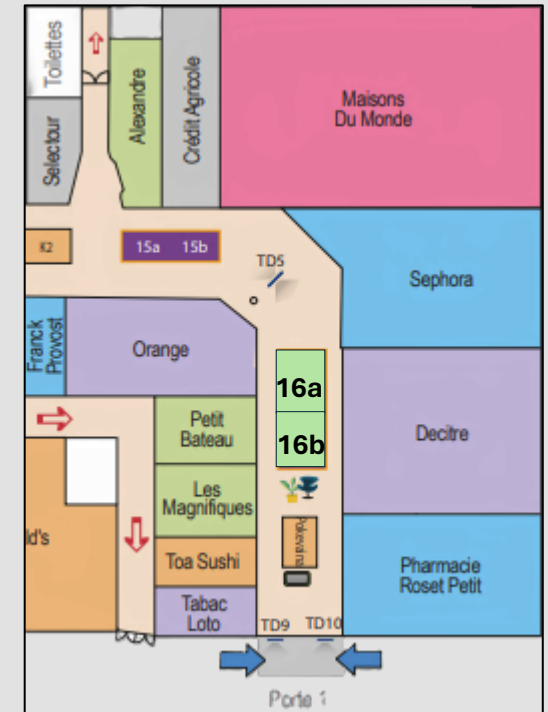 Toilettes
Selectour
Alexandre
Crédit Agricole
Maisons
Du Monde
K2
15a 15b
TD5
Sephora
Franck
Provost
Orange
16a
16b
Petit
Bateau
Decitre
Les
Magnifiques
ld's
Toa Sushi
Pharmacie
Roset Petit
Tabac
Loto
TD9 TD10
Porte 1